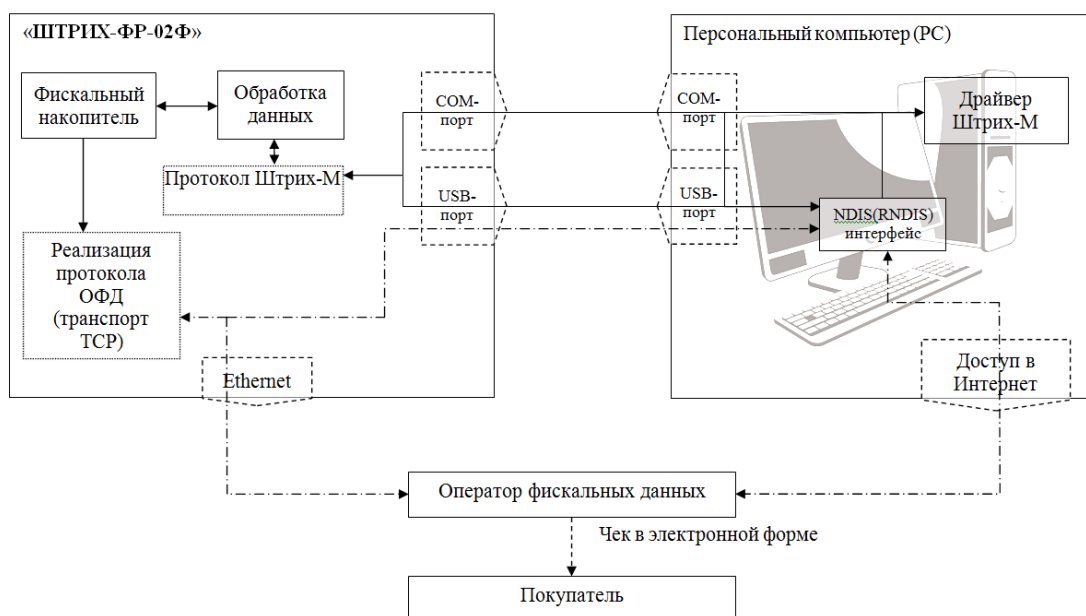 «ШТРИХ-ФР-02Ф»
Фискальный
накопитель
Обработка
данных
Протокол Штрих-М
Реализация
протокола
ОФД
(транспорт
TCP)
Ethernet
COM-
порт
USB-
порт
Персональный компьютер (PC)
COM-
порт
USB-
порт
Драйвер
Штрих-М
NDIS(RNDIS)
интерфейс
Доступ в
Интернет
Оператор фискальных данных
Чек в электронной форме
Покупатель